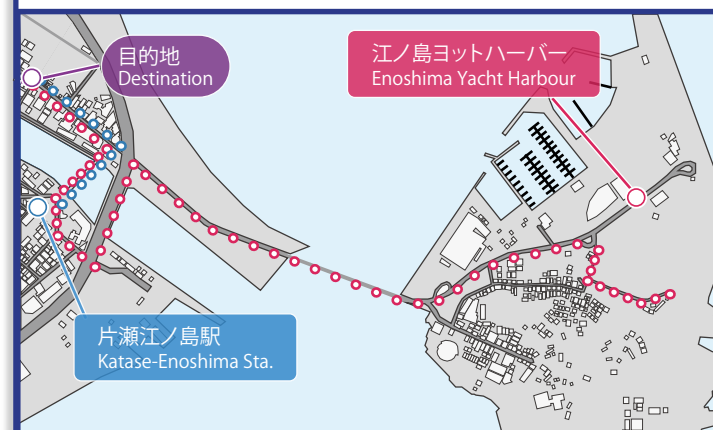 目的地
Destination
江ノ島ヨットハーバー
Enoshima Yacht Harbour
片瀬江ノ島駅
Katase-Enoshima Sta.